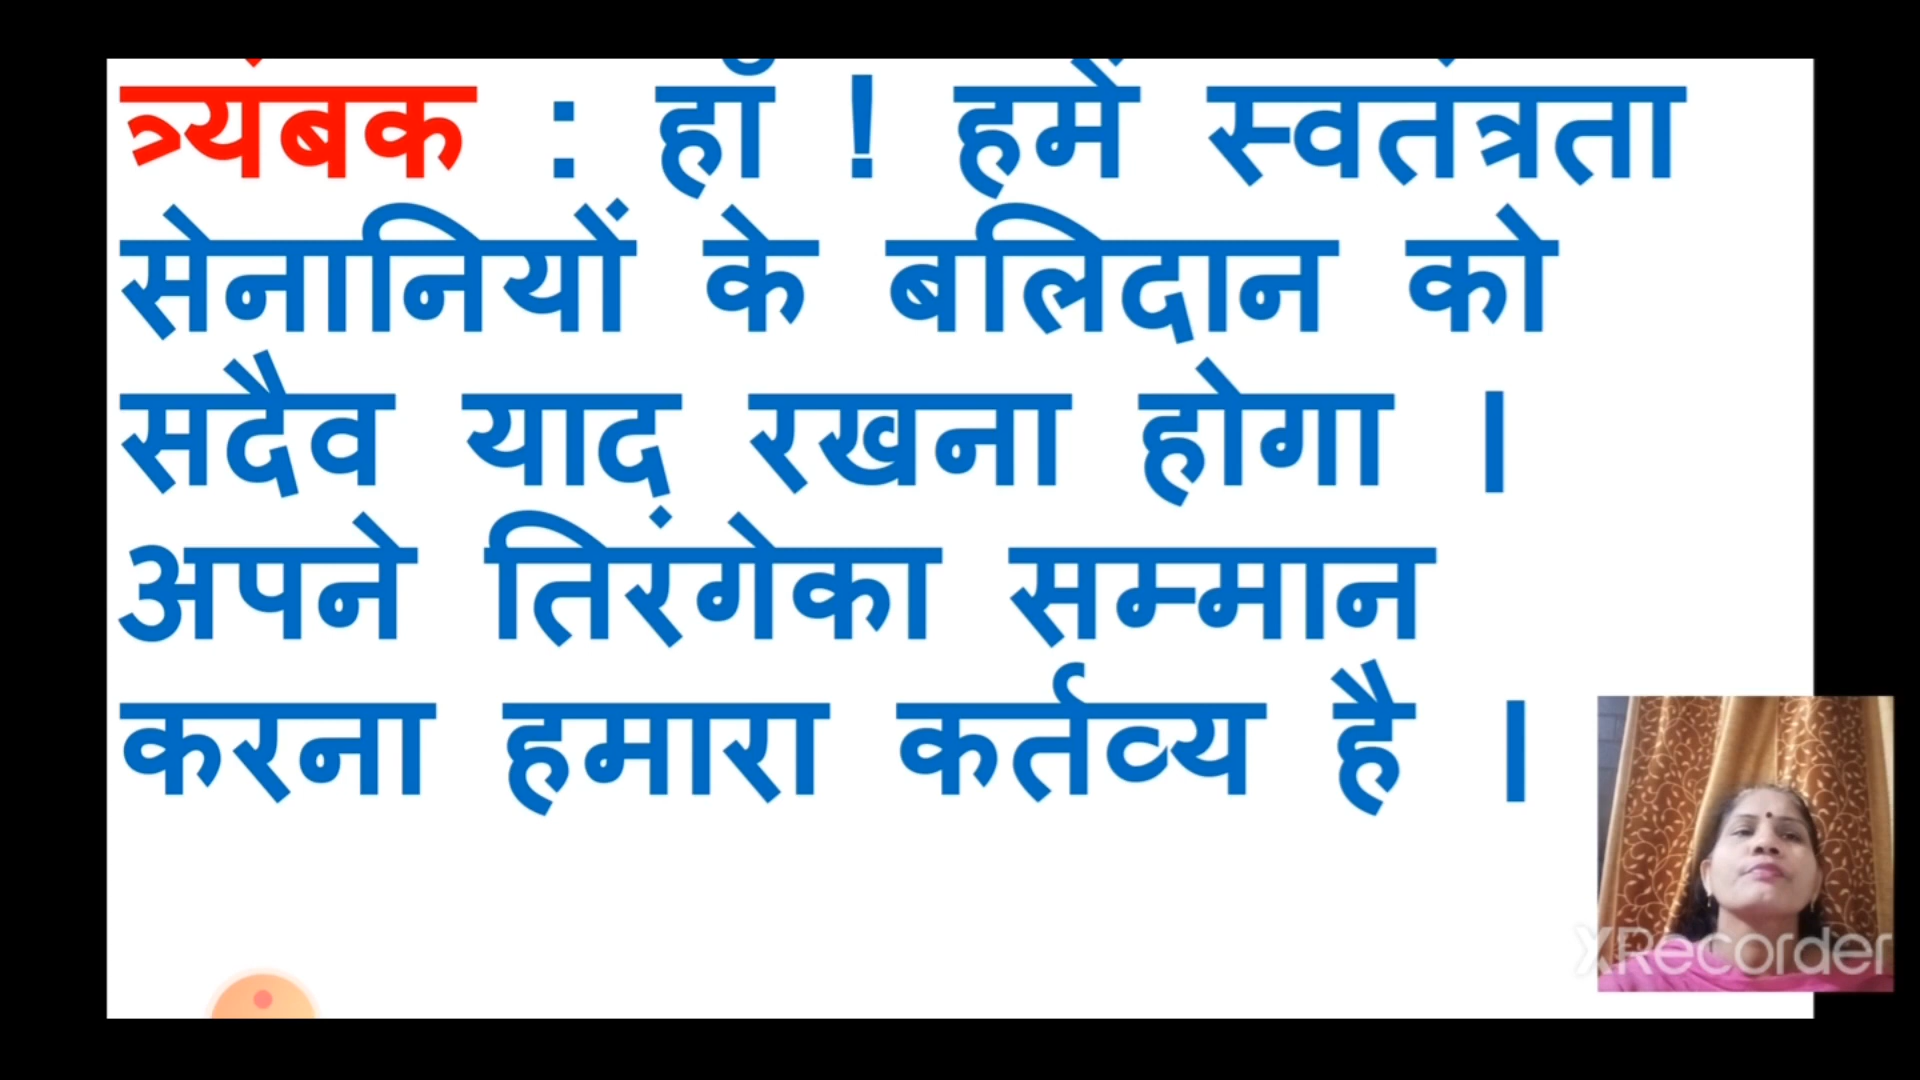 त्र्यंबक : हाँ ! हमें स्वतंत्रता
सेनानियों के बलिदान को
सदैव याद रखना होगा ।
अपने तिरंगेका सम्मान
करना हमारा कर्तव्य है ।
XRecorder